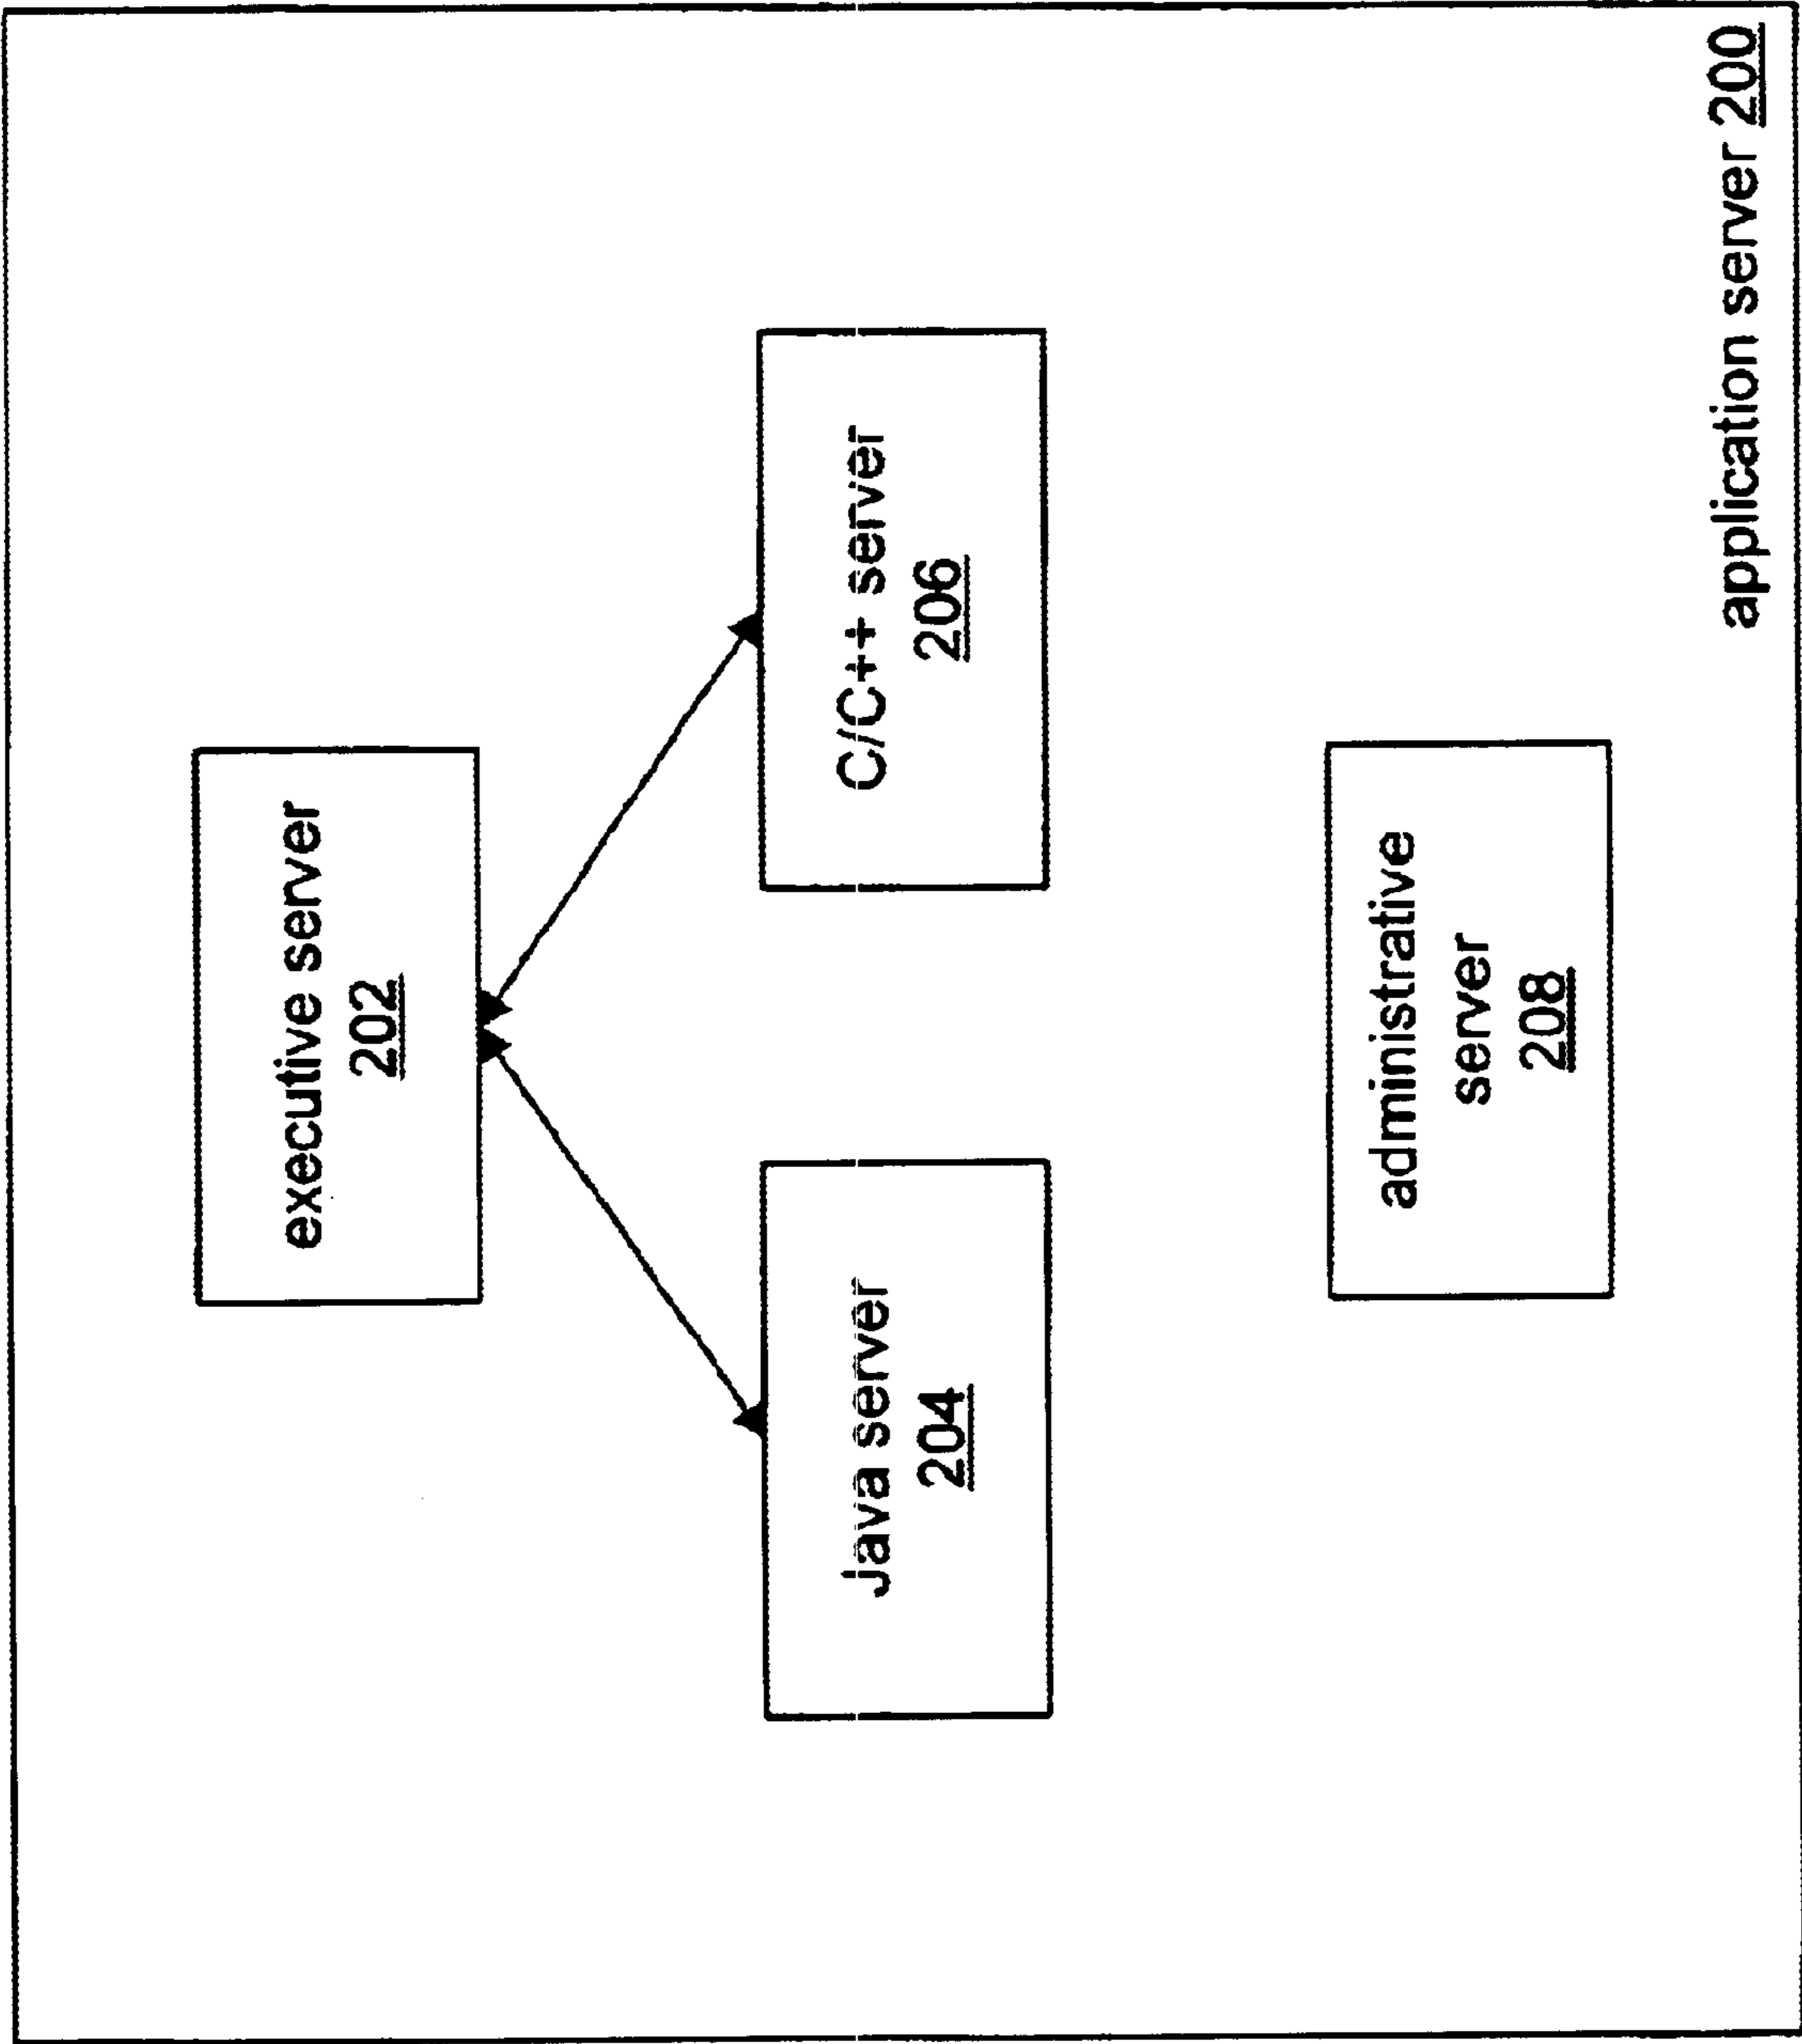 executive server
202
Java server
204
C/C++ server
206
administrative
server
208
application server 200